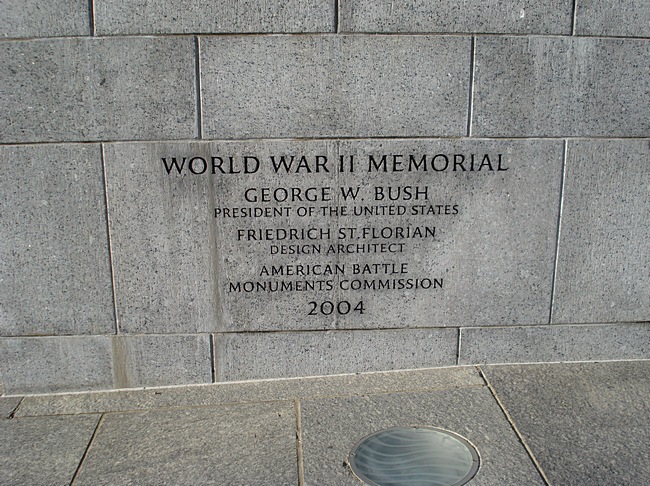 WORLD WAR II MEMORIAL
GEORGE W. BUSH
PRESIDENT OF THE UNITED STATES
FRIEDRICH ST.FLORIAN
DESIGN ARCHITECT
AMERICAN BATTLE
MONUMENTS COMMISSION
2004